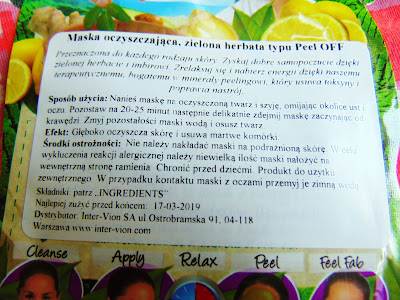 Maska oczyszczająca, zielona herbata typu Peel OFF
Przeznaczona do każdego rodzaju skóry. Zyskaj dobre samopoczucie dzięki
zielonej herbacie i imbirowi. Zrelaksuj się i nabierz energii dzięki naszemu
terapeutycznemu, bogatemu w minerały peelingowi, który usuwa toksyny i
poprawia nastrój.
Sposób użycia: Nanieś maskę na oczyszczoną twarz i szyję, omijając okolice ust i
oczu. Pozostaw na 20-25 minut następnie delikatnie zdejmij maskę zaczynając od
krawędzi. Zmyj pozostałości maski wodą i osusz twarz.
Efekt: Głęboko oczyszcza skórę i usuwa martwe komórki.
Środki ostrożności: Nie należy nakładać maski na podrażnioną skórę. W celu
wykluczenia reakcji alergicznej należy niewielką ilość maski nałożyć na
wewnętrzną stronę ramienia. Chronić przed dziećmi. Produkt do użytku
zewnętrznego. W przypadku kontaktu maski z oczami przemyj je zimną wodą.
Składniki: patrz „INGREDIENTS"
Najlepiej zużyć przed końcem: 17-03-2019
Dystrybutor: Inter-Vion SA ul.Ostrobramska 91, 04-118
Warszawa www.inter-vion.com
Cleanse Apply Relax Peel Feel Fab